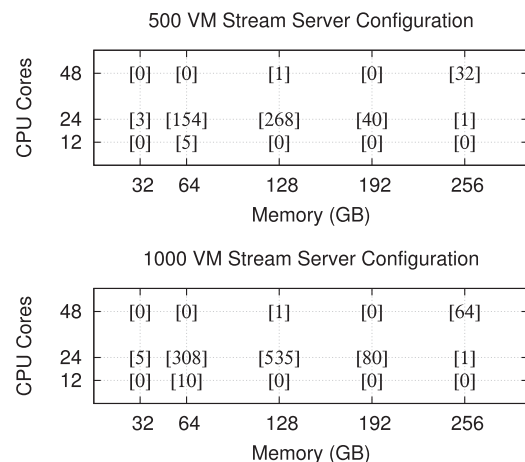 500 VM Stream Server Configuration
48 [0] [0] [1] [0] [32]
24 [3] [154] [268] [40] [1]
12 [0] [5] [0] [0] [0]
CPU Cores
32 64 128 192 256
Memory (GB)
1000 VM Stream Server Configuration
48 [0] [0] [1] [0] [64]
24 [5] [308] [535] [80] [1]
12 [0] [10] [0] [0] [0]
CPU Cores
32 64 128 192 256
Memory (GB)